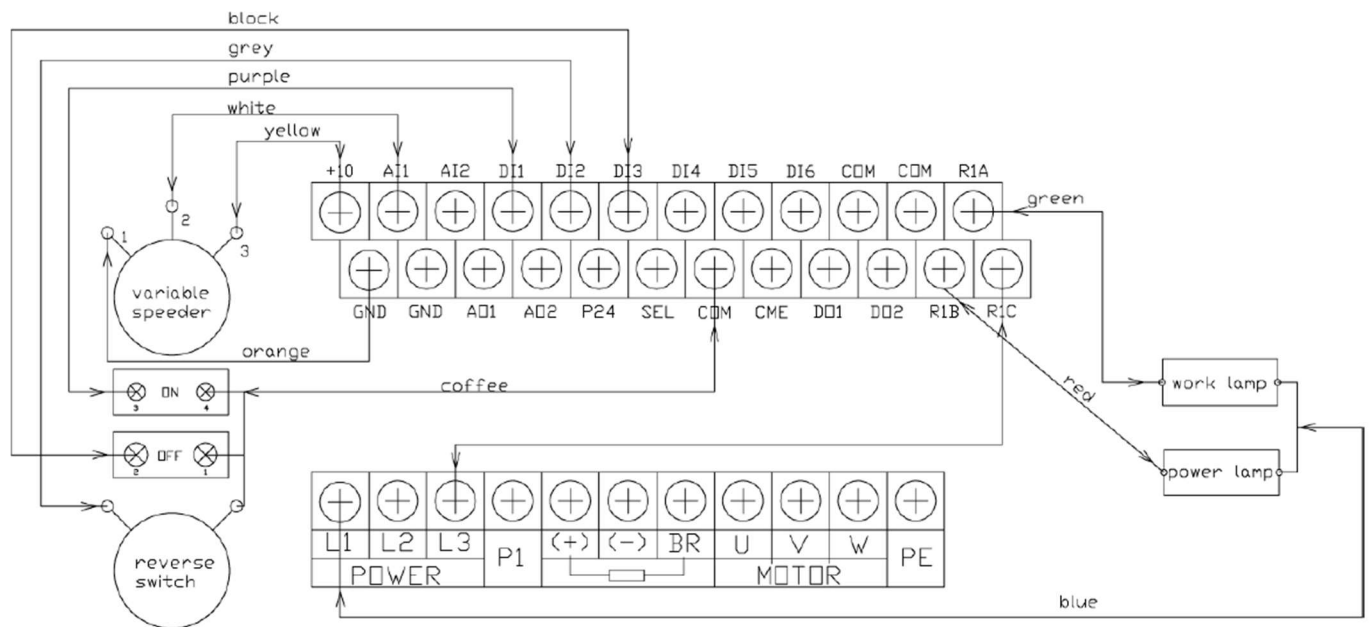 block
grey
purple
white
yellow
+10 AI1 AI2 DI1 DI2 DI3 DI4 DI5 DI6 COM COM R1A
green
1
2
3
variable
speeder
GND GND AO1 AO2 P24 SEL COM CME DO1 DO2 R1B R1C
orange
coffee
red
ON
3 4
OFF
2 1
work lamp
power lamp
reverse
switch
L1 L2 L3 P1 (+) (-) BR U V W PE
POWER MOTOR
blue